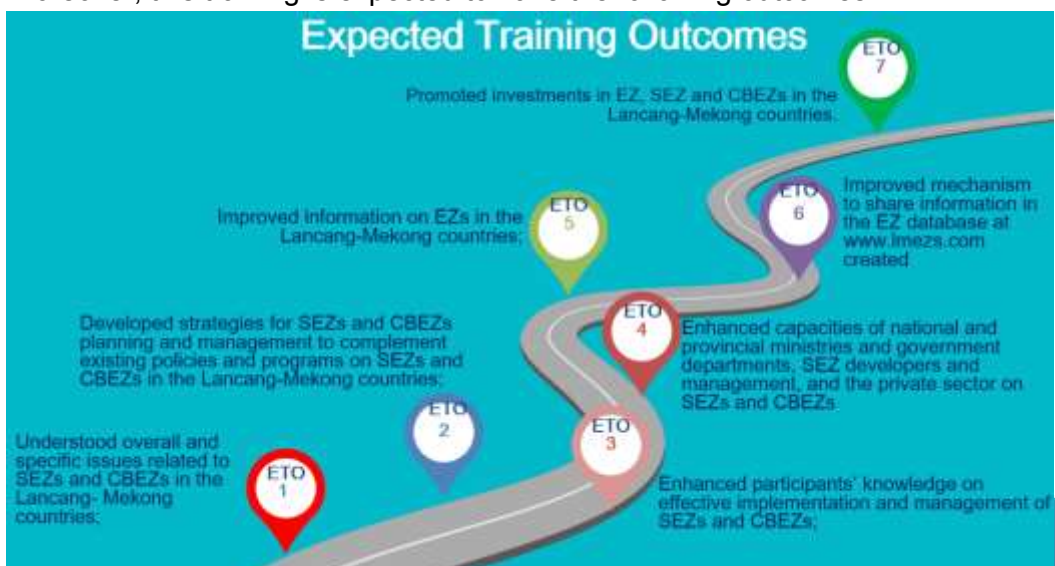 Expected Training Outcomes
ETO
7
Promoted investments in EZ, SEZ and CBEZs in the
Lancang-Mekong countries.
ETO
6
Improved mechanism
to share information in
the EZ database at
www.lmezs.com
created
ETO
5
Improved Information on EZs in the
Lancang-Mekong countries;
ETO
4
Enhanced capacities of national and
provincial ministries and government
departments, SEZ developers and
management, and the private sector on
SEZs and CBEZs
Developed strategies for SEZs and CBEZs
planning and management to complement
existing policies and programs on SEZs and
CBEZs in the Lancang-Mekong countries;
ETO
2
ETO
3
Enhanced participants' knowledge on
effective implementation and management of
SEZs and CBEZs;
Understood overall and
specific issues related to
SEZs and CBEZs in the
Lancang- Mekong
countries;
ETO
1